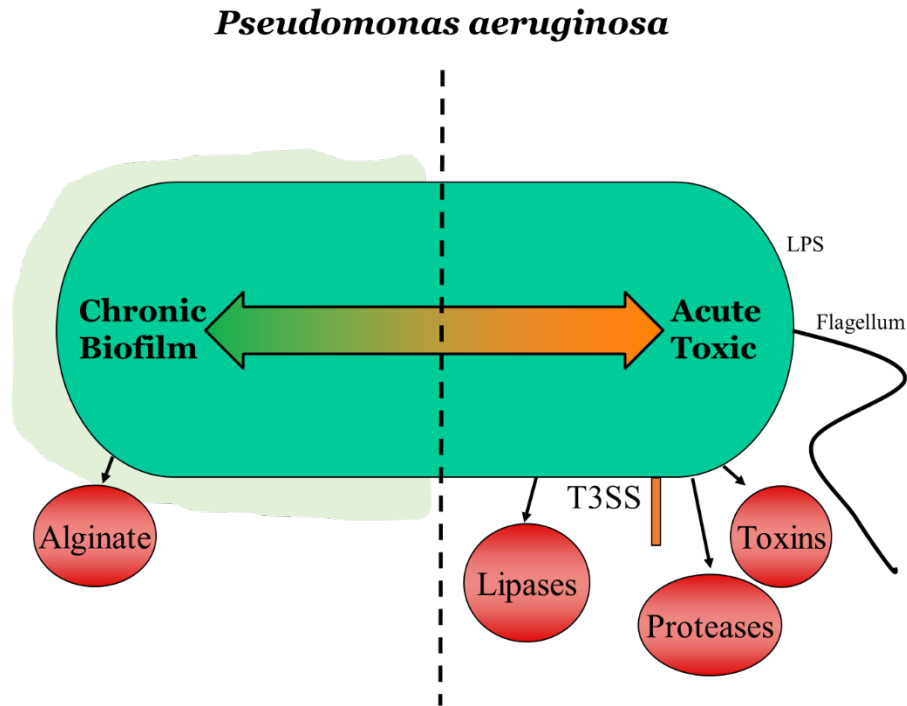 Pseudomonas aeruginosa
LPS
Chronic
Biofilm
Acute
Toxic
Flagellum
T3SS
Alginate
Lipases
Toxins
Proteases